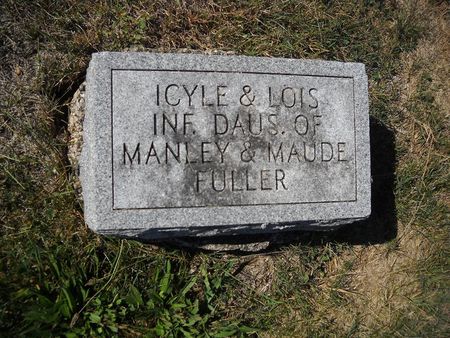 ICYLE & LOIS
INF. DAUS. OF
MANLEY & MAUDE
FULLER